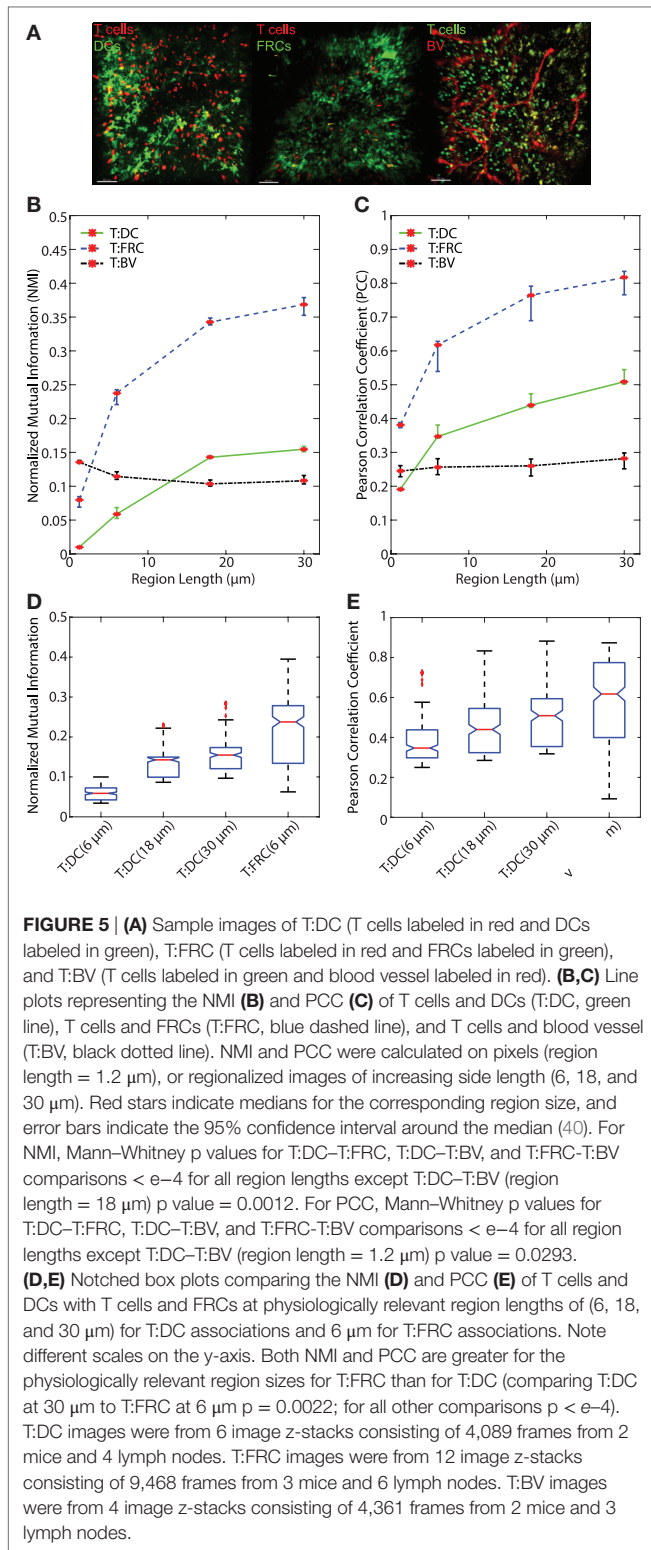 A
T cells
DCs
T cells
FRCs
T cells
BV
B
C
0.5
0.45
0.4
0.35
0.3
0.25
0.2
0.15
0.1
0.05
0
Normalized Mutual Information (NMI)
T:DC
T:FRC
T:BV
0
10
20
30
Region Length (μm)
1
0.9
0.8
0.7
0.6
0.5
0.4
0.3
0.2
0.1
0
Pearson Correlation Coefficient (PCC)
T:DC
T:FRC
T:BV
0
10
20
30
Region Length (μm)
D
E
0.5
0.4
0.3
0.2
0.1
0
Normalized Mutual Information
T:DC(6 μm)
T:DC(18 μm)
T:DC(30 μm)
T:FRC(6 μm)
1
0.8
0.6
0.4
0.2
0
Pearson Correlation Coefficient
T:DC(6 μm)
T:DC(18 μm)
T:DC(30 μm)
v
m)
FIGURE 5 | (A) Sample images of T:DC (T cells labeled in red and DCs
labeled in green), T:FRC (T cells labeled in red and FRCs labeled in green),
and T:BV (T cells labeled in green and blood vessel labeled in red). (B,C) Line
plots representing the NMI (B) and PCC (C) of T cells and DCs (T:DC, green
line), T cells and FRCs (T:FRC, blue dashed line), and T cells and blood vessel
(T:BV, black dotted line). NMI and PCC were calculated on pixels (region
length = 1.2 μm), or regionalized images of increasing side length (6, 18, and
30 μm). Red stars indicate medians for the corresponding region size, and
error bars indicate the 95% confidence interval around the median (40). For
NMI, Mann–Whitney p values for T:DC–T:FRC, T:DC–T:BV, and T:FRC-T:BV
comparisons < e−4 for all region lengths except T:DC–T:BV (region
length = 18 μm) p value = 0.0012. For PCC, Mann–Whitney p values for
T:DC–T:FRC, T:DC–T:BV, and T:FRC-T:BV comparisons < e−4 for all region
lengths except T:DC–T:BV (region length = 1.2 μm) p value = 0.0293.
(D,E) Notched box plots comparing the NMI (D) and PCC (E) of T cells and
DCs with T cells and FRCs at physiologically relevant region lengths of (6, 18,
and 30 μm) for T:DC associations and 6 μm for T:FRC associations. Note
different scales on the y-axis. Both NMI and PCC are greater for the
physiologically relevant region sizes for T:FRC than for T:DC (comparing T:DC
at 30 μm to T:FRC at 6 μm p = 0.0022; for all other comparisons p < e–4).
T:DC images were from 6 image z-stacks consisting of 4,089 frames from 2
mice and 4 lymph nodes. T:FRC images were from 12 image z-stacks
consisting of 9,468 frames from 3 mice and 6 lymph nodes. T:BV images
were from 4 image z-stacks consisting of 4,361 frames from 2 mice and 3
lymph nodes.